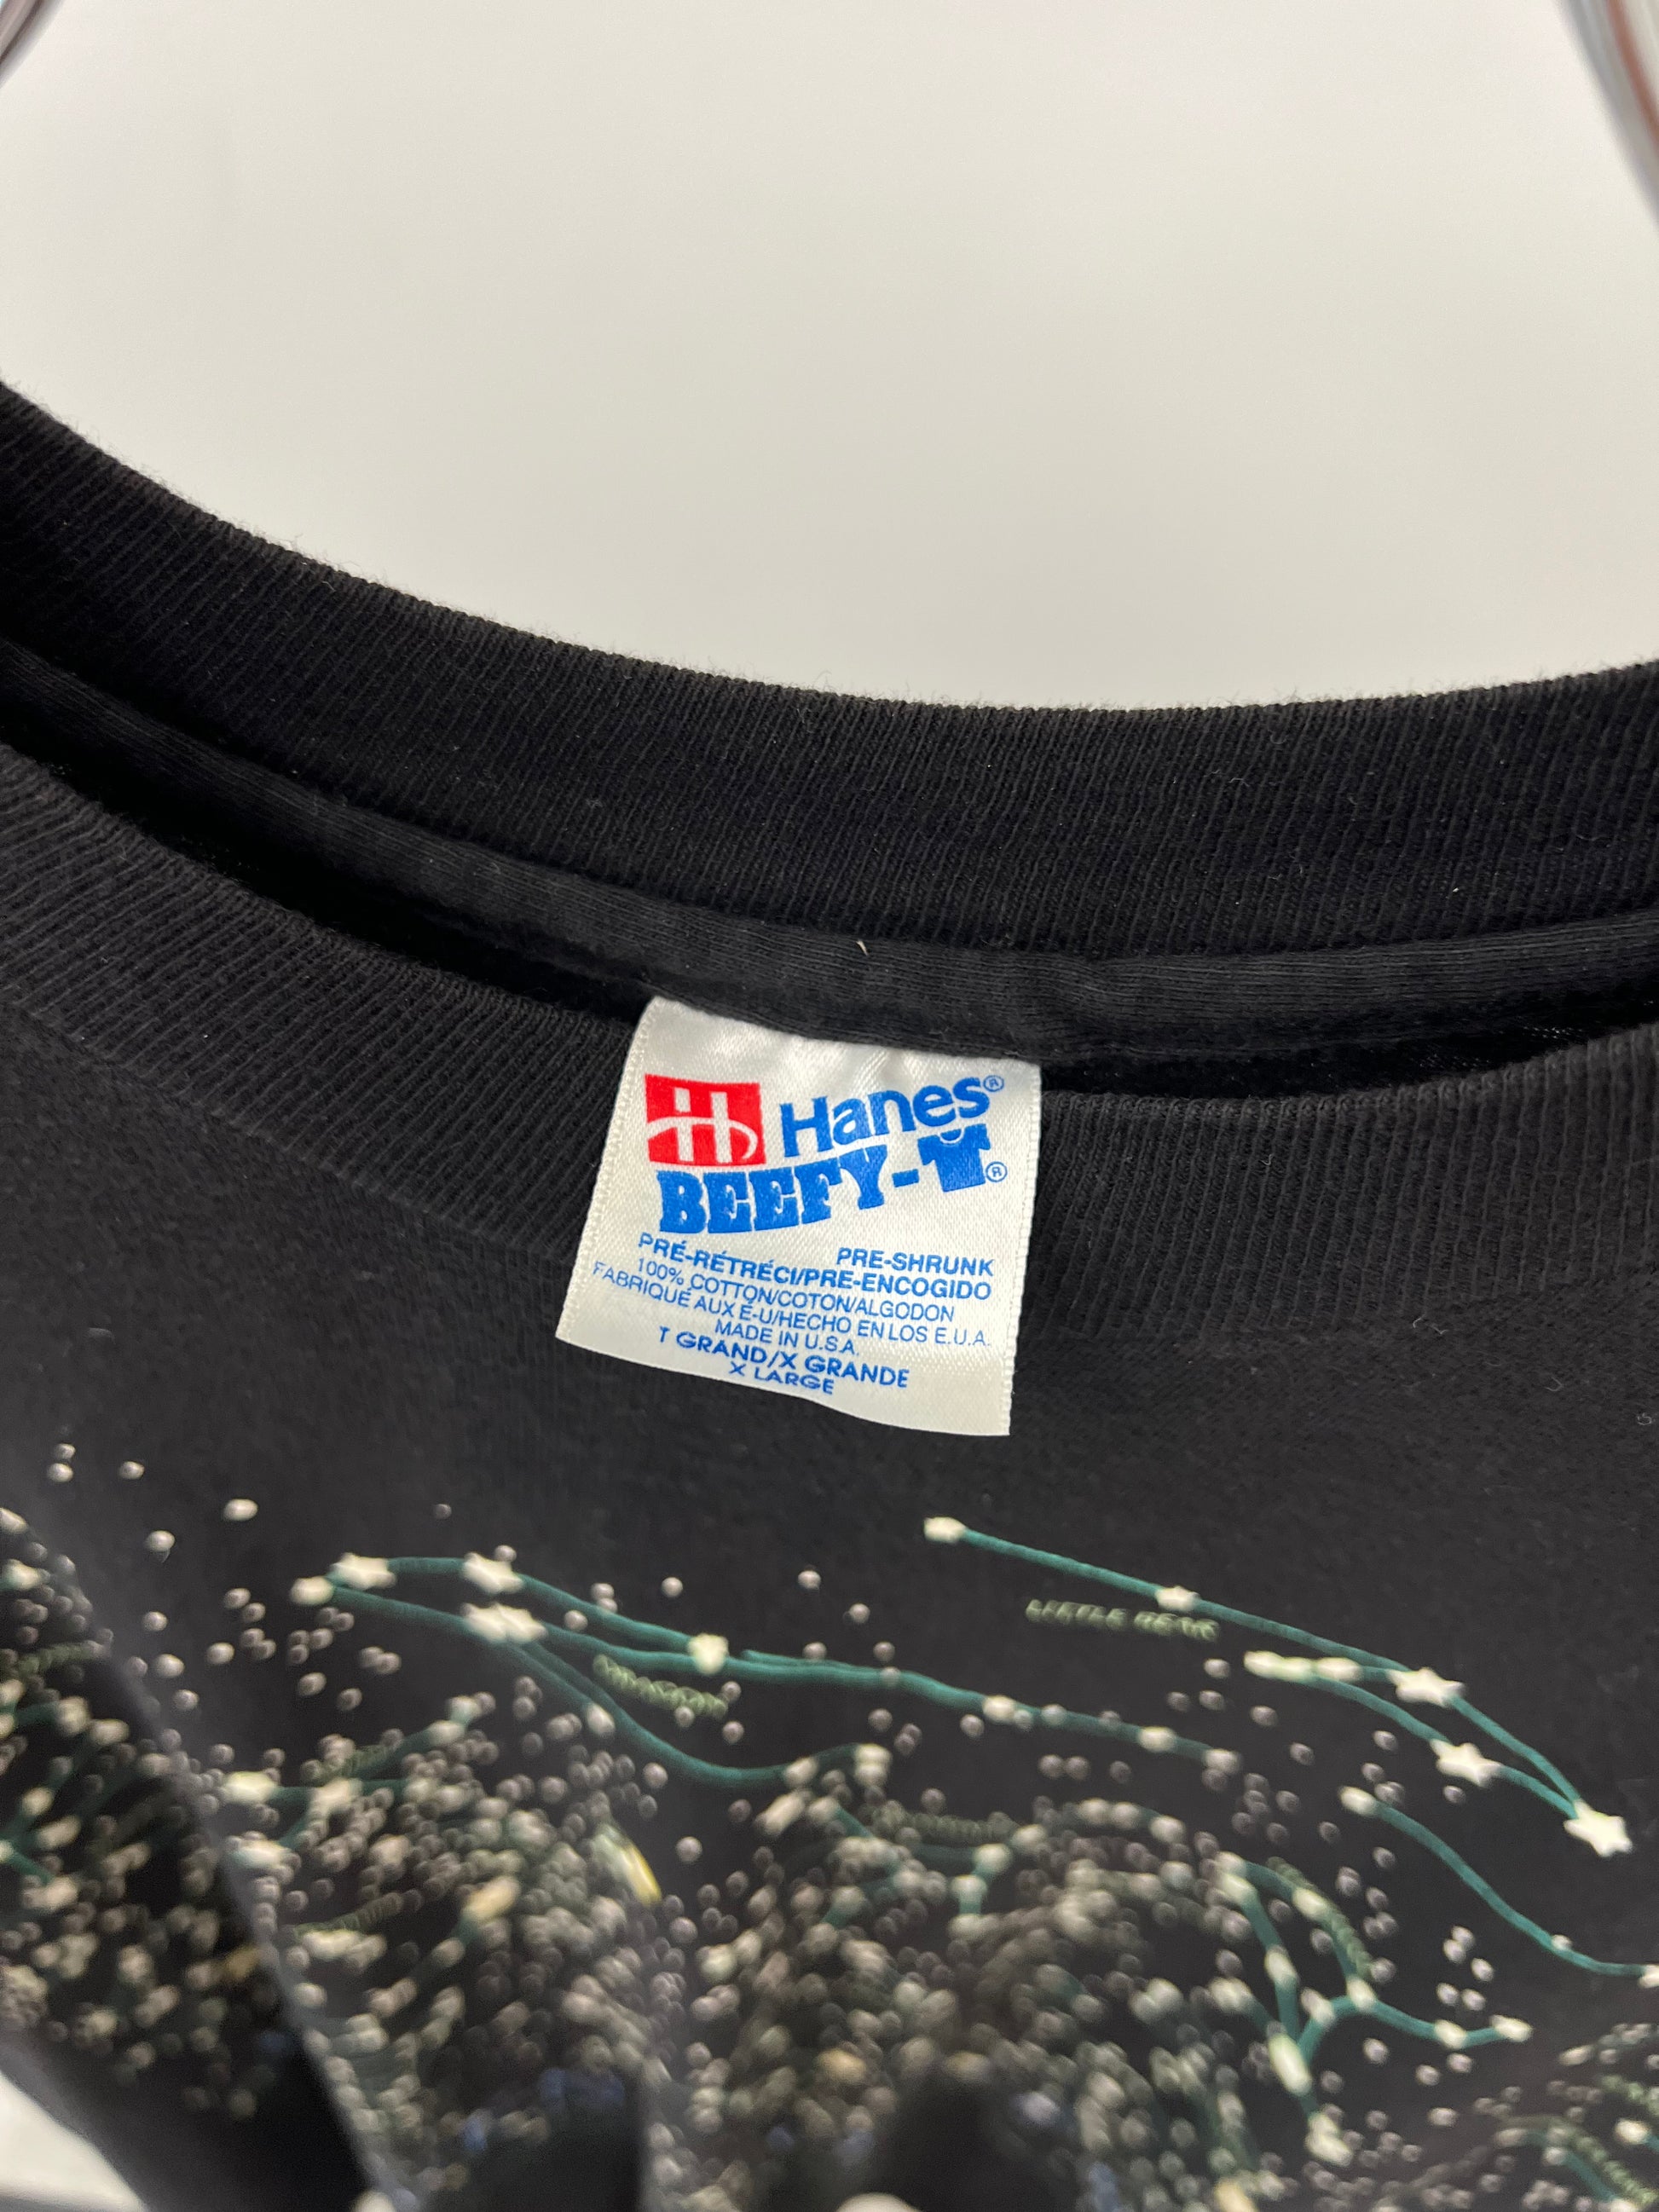 H Hanes®
BEEFY-T®
PRE-SHRUNK
PRÉ-RÉTRÉCI/PRE-ENCOGIDO
100% COTTON/COTON/ALGODON
FABRIQUÉ AUX É-U/HECHO EN LOS E.U.A.
MADE IN U.S.A.
T GRAND/X GRANDE
X LARGE
LITTLE BEAR
DRAGON